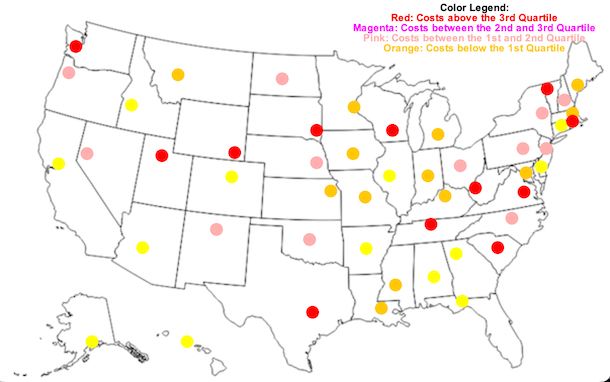 Color Legend:
Red: Costs above the 3rd Quartile
Magenta: Costs between the 2nd and 3rd Quartile
Pink: Costs between the 1st and 2nd Quartile
Orange: Costs below the 1st Quartile